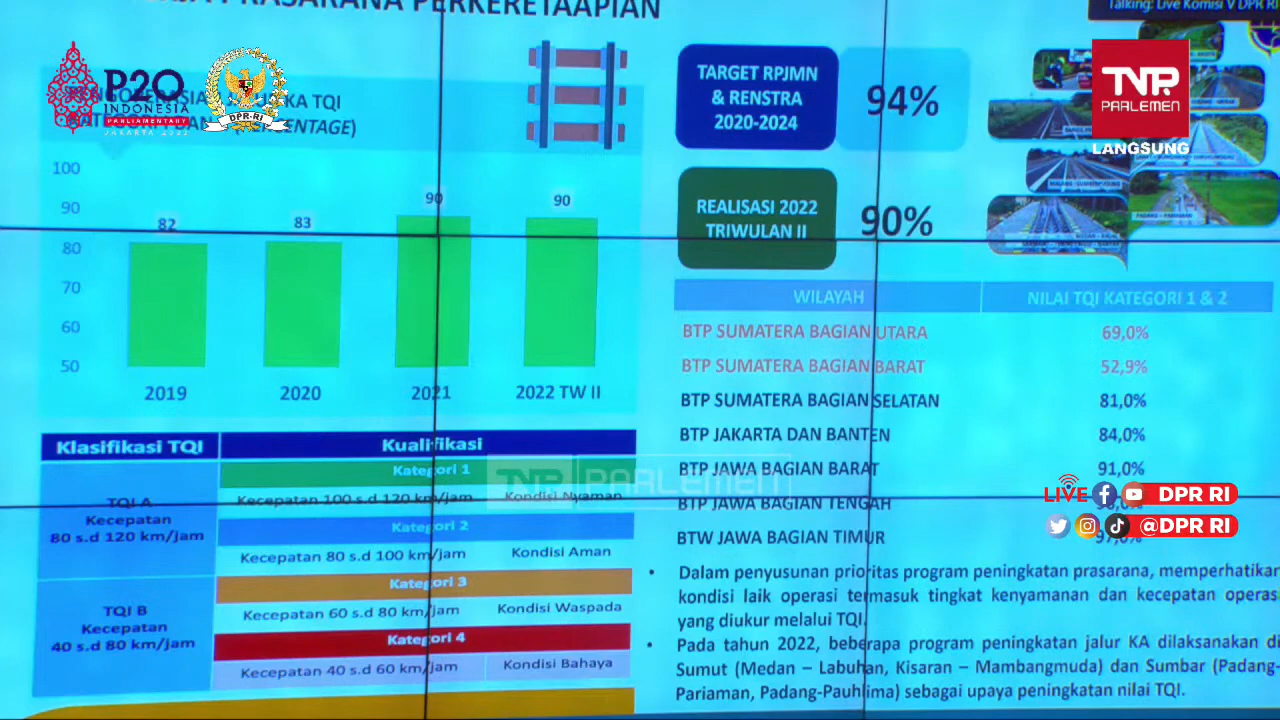 PRASARANA PERKERETAAPIAN
Talking: Live Komisi V DPR RI
P20
INDONESIA
PARLIAMENTARY
JAKARTA 2022
DPR-RI
TQI
TARGET RPJMN
& RENSTRA
2020-2024
94%
REALISASI 2022
TRIWULAN II
90%
TVP.
PARLEMEN
LANGSUNG
100
90
80
70
60
50
82
83
90
90
2019
2020
2021
2022 TW II
WILAYAH NILAI TQI KATEGORI 1 & 2
BTP SUMATERA BAGIAN UTARA 69,0%
BTP SUMATERA BAGIAN BARAT 52,9%
BTP SUMATERA BAGIAN SELATAN 81,0%
BTP JAKARTA DAN BANTEN 84,0%
BTP JAWA BAGIAN BARAT 91,0%
BTP JAWA BAGIAN TENGAH
BTW JAWA BAGIAN TIMUR 97,0%
Klasifikasi TQI Kualifikasi
TQI A
Kecepatan
80 s.d 120 km/jam
Kategori 1
Kecepatan 100 s.d 120 km/jam Kondisi Nyaman
Kategori 2
Kecepatan 80 s.d 100 km/jam Kondisi Aman
TQI B
Kecepatan
40 s.d 80 km/jam
Kategori 3
Kecepatan 60 s.d 80 km/jam Kondisi Waspada
Kategori 4
Kecepatan 40 s.d 60 km/jam Kondisi Bahaya
TVP PARLEMEN
LIVE DPR RI
@DPR RI
• Dalam penyusunan prioritas program peningkatan prasarana, memperhatikan
kondisi laik operasi termasuk tingkat kenyamanan dan kecepatan operasi
yang diukur melalui TQI.
• Pada tahun 2022, beberapa program peningkatan jalur KA dilaksanakan di
Sumut (Medan – Labuhan, Kisaran – Mambangmuda) dan Sumbar (Padang-
Pariaman, Padang-Pauhlima) sebagai upaya peningkatan nilai TQI.